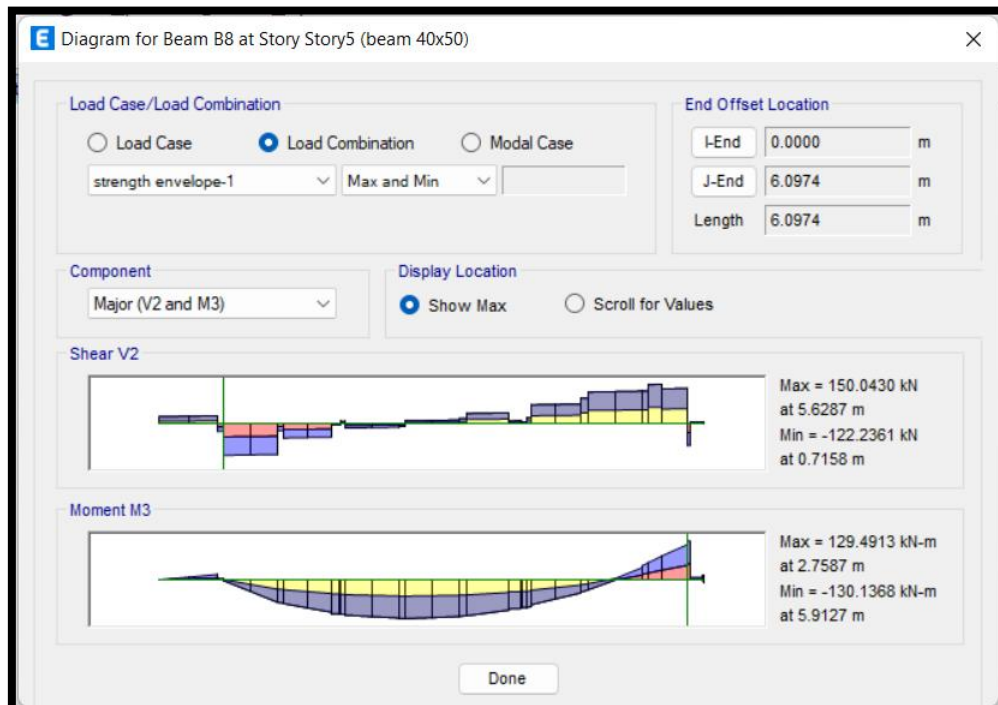 E Diagram for Beam B8 at Story Story5 (beam 40x50)
Load Case/Load Combination
Load Case Load Combination Modal Case
strength envelope-1 Max and Min
End Offset Location
I-End 0.0000 m
J-End 6.0974 m
Length 6.0974 m
Component
Major (V2 and M3)
Display Location
Show Max Scroll for Values
Shear V2
Max = 150.0430 kN
at 5.6287 m
Min = -122.2361 kN
at 0.7158 m
Moment M3
Max = 129.4913 kN-m
at 2.7587 m
Min = -130.1368 kN-m
at 5.9127 m
Done